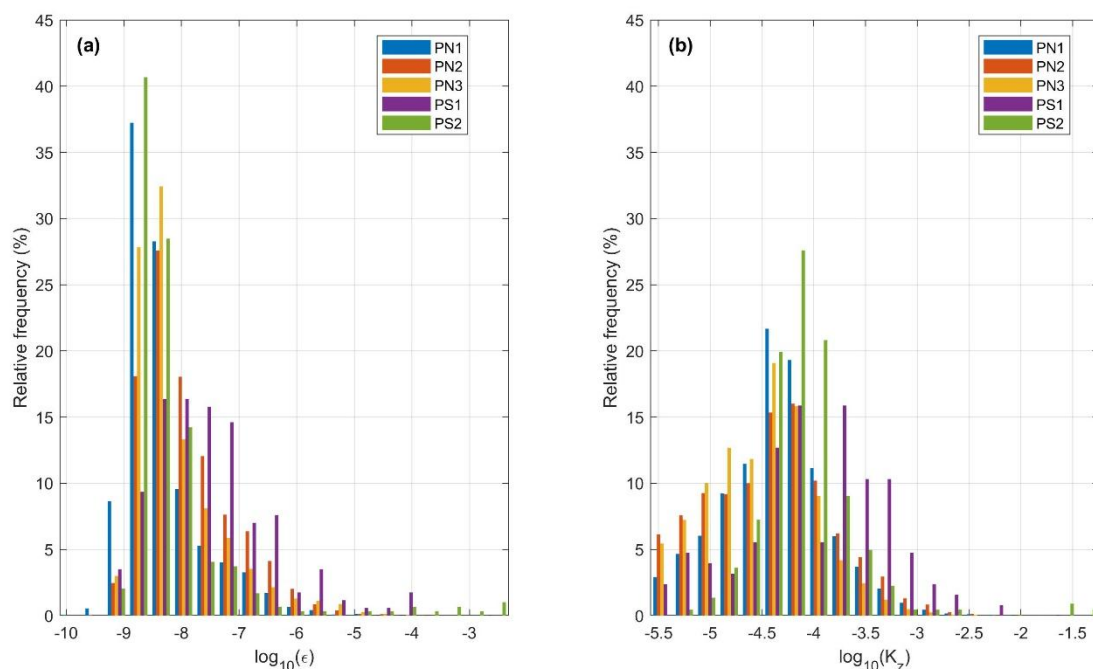 (a)
PN1
PN2
PN3
PS1
PS2
Relative frequency (%)
45
40
35
30
25
20
15
10
5
0
-10 -9 -8 -7 -6 -5 -4 -3
log10(ϵ)
(b)
PN1
PN2
PN3
PS1
PS2
Relative frequency (%)
45
40
35
30
25
20
15
10
5
0
-5.5 -5 -4.5 -4 -3.5 -3 -2.5 -2 -1.5
log10(Kz)